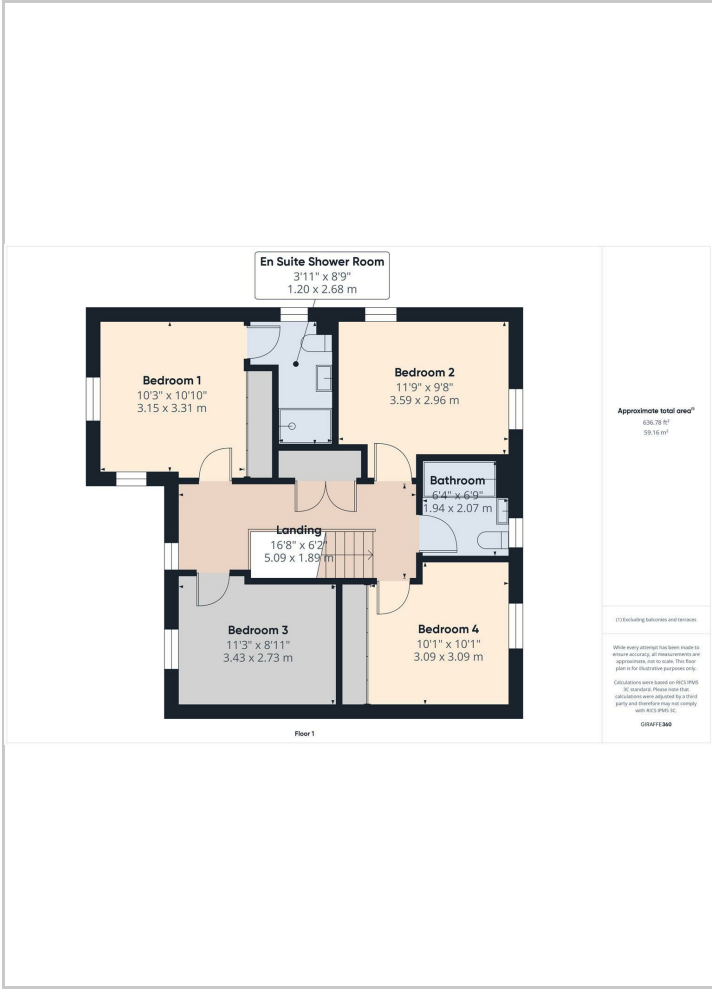 En Suite Shower Room
3'11" x 8'9"
1.20 x 2.68 m
Bedroom 1
10'3" x 10'10"
3.15 x 3.31 m
Bedroom 2
11'9" x 9'8"
3.59 x 2.96 m
Bathroom
6'4" x 6'9"
1.94 x 2.07 m
Landing
16'8" x 6'2"
5.09 x 1.89 m
Bedroom 3
11'3" x 8'11"
3.43 x 2.73 m
Bedroom 4
10'1" x 10'1"
3.09 x 3.09 m
Floor 1
Approximate total area⁽¹⁾
636.78 ft²
59.16 m²
(1) Excluding balconies and terraces
While every attempt has been made to
ensure accuracy, all measurements are
approximate, not to scale. This floor
plan is for illustrative purposes only.
Calculations were based on RICS IPMS
3C standard. Please note that
calculations were adjusted by a third
party and therefore may not comply
with RICS IPMS 3C.
GIRAFFE360